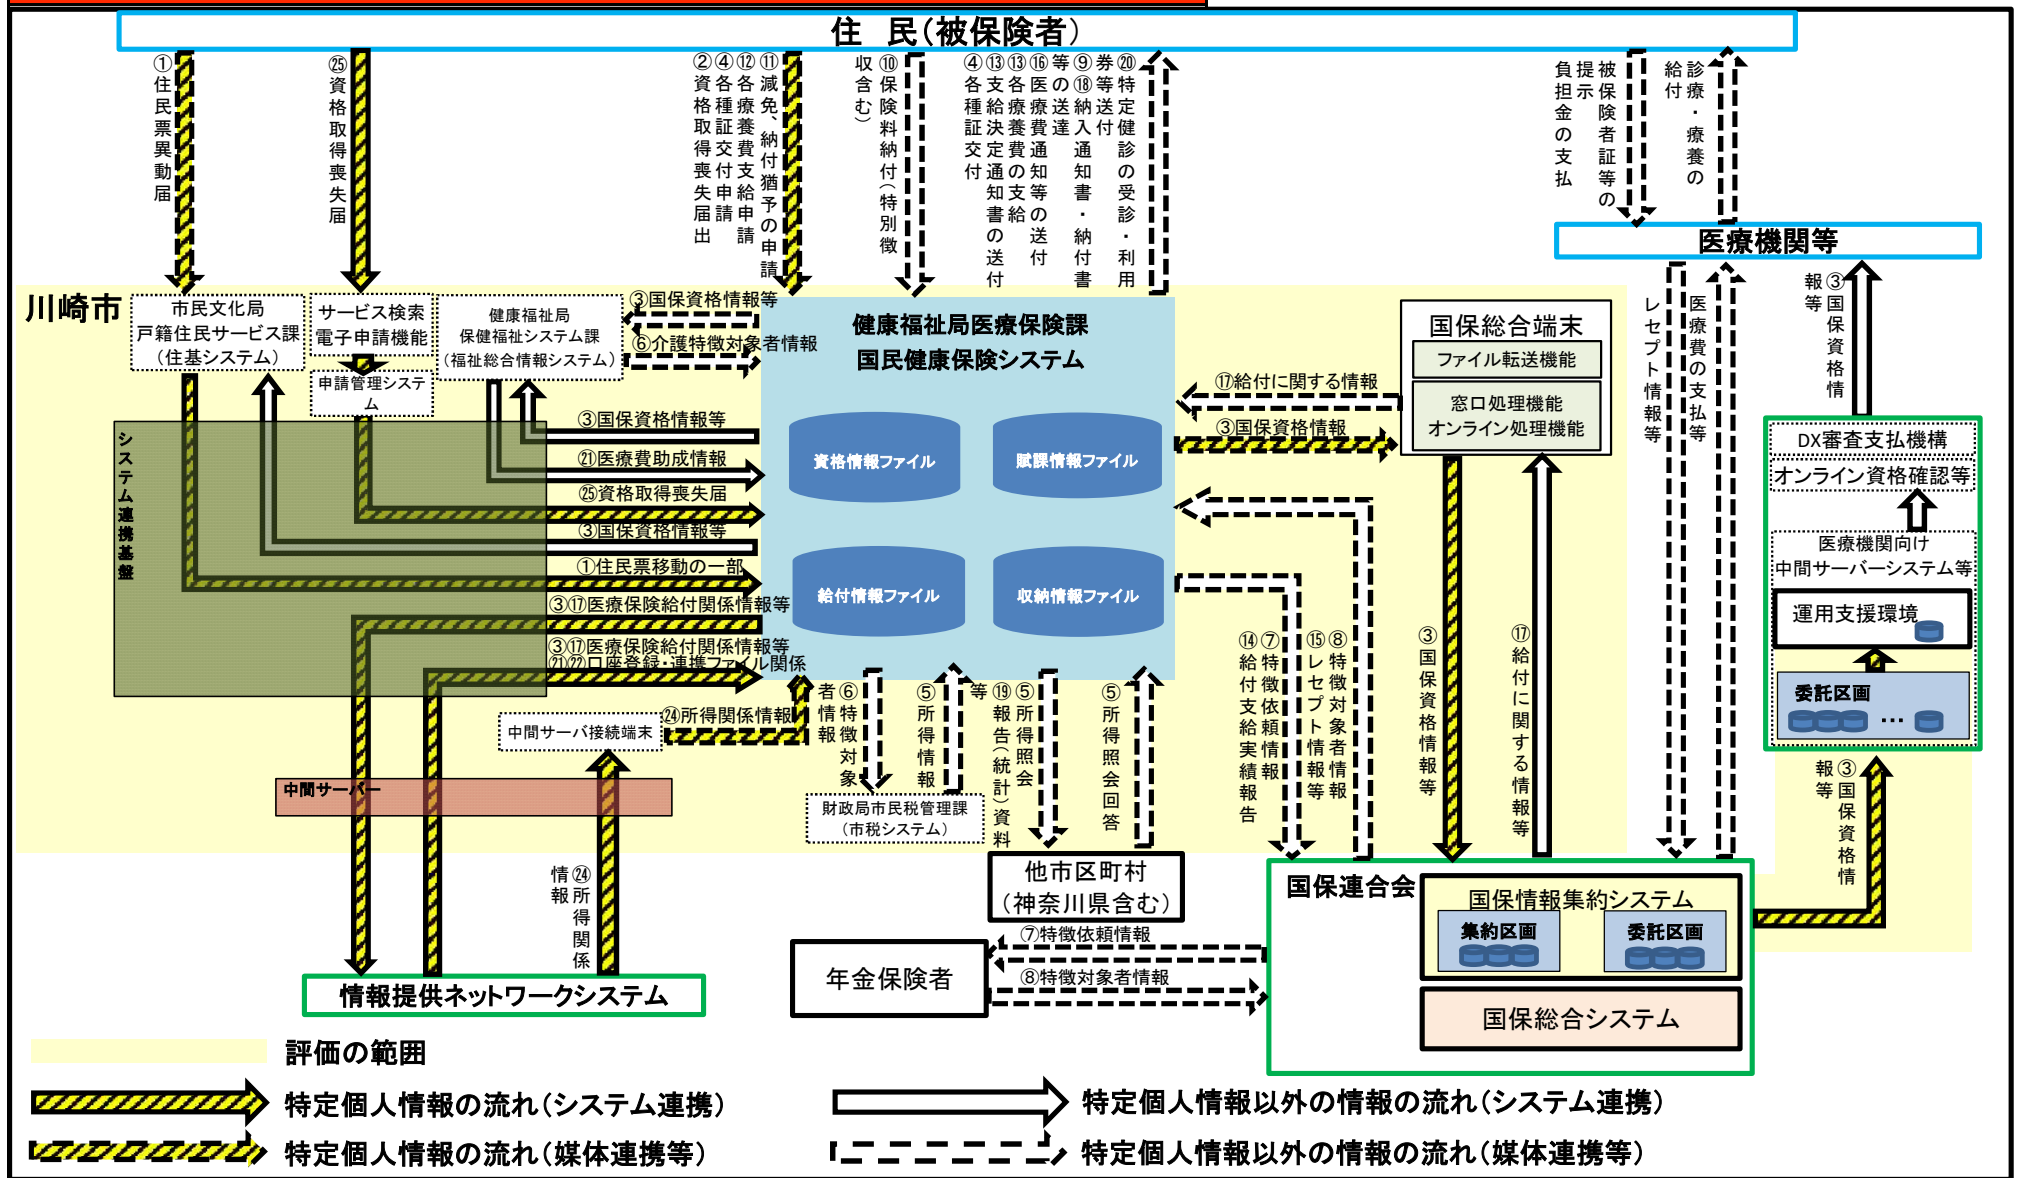 住　民（被保険者）
①住民票異動届
㉕資格取得喪失届
②資格取得喪失届出
④各種証交付申請
⑫各療養費支給申請
⑪減免、納付猶予の申請
⑩保険料納付（特別徴
収含む）
④各種証交付
⑬支給決定通知書の送付
⑬各療養費の支給
⑯医療費通知等の送付
等の送達
⑨⑱納入通知書・納付書
券等送付
⑳特定健診の受診・利用
被保険者証等の
提示
負担金の支払
診療・療養の
給付
医療機関等
川崎市
市民文化局
戸籍住民サービス課
（住基システム）
サービス検索
電子申請機能
申請管理システ
ム
健康福祉局
保健福祉システム課
（福祉総合情報システム）
③国保資格情報等
⑥介護特徴対象者情報
健康福祉局医療保険課
国民健康保険システム
資格情報ファイル
賦課情報ファイル
給付情報ファイル
収納情報ファイル
国保総合端末
ファイル転送機能
窓口処理機能
オンライン処理機能
⑰給付に関する情報
③国保資格情報
システム連携基盤
③国保資格情報等
㉑医療費助成情報
㉕資格取得喪失届
③国保資格情報等
①住民票移動の一部
③⑰医療保険給付関係情報等
③⑰医療保険給付関係情報等
㉑㉒口座登録・連携ファイル関係
㉔所得関係情報
中間サーバ接続端末
中間サーバー
㉔所得関係
情報
情報提供ネットワークシステム
⑥特徴対象
者情報
⑤所得情報
⑤所得照会
⑲報告（統計）資料
等
⑤所得照会回答
財政局市民税管理課
（市税システム）
他市区町村
（神奈川県含む）
⑦特徴依頼情報
⑭給付支給実績報告
⑧特徴対象者情報
⑮レセプト情報等
③国保資格情報等
⑰給付に関する情報等
レセプト情報等
医療費の支払等
③国保資格情
報等
DX審査支払機構
オンライン資格確認等
医療機関向け
中間サーバーシステム等
運用支援環境
委託区画
…
③国保資格情
報等
国保連合会
国保情報集約システム
集約区画
委託区画
国保総合システム
年金保険者
⑦特徴依頼情報
⑧特徴対象者情報
評価の範囲
特定個人情報の流れ（システム連携）
特定個人情報の流れ（媒体連携等）
特定個人情報以外の情報の流れ（システム連携）
特定個人情報以外の情報の流れ（媒体連携等）